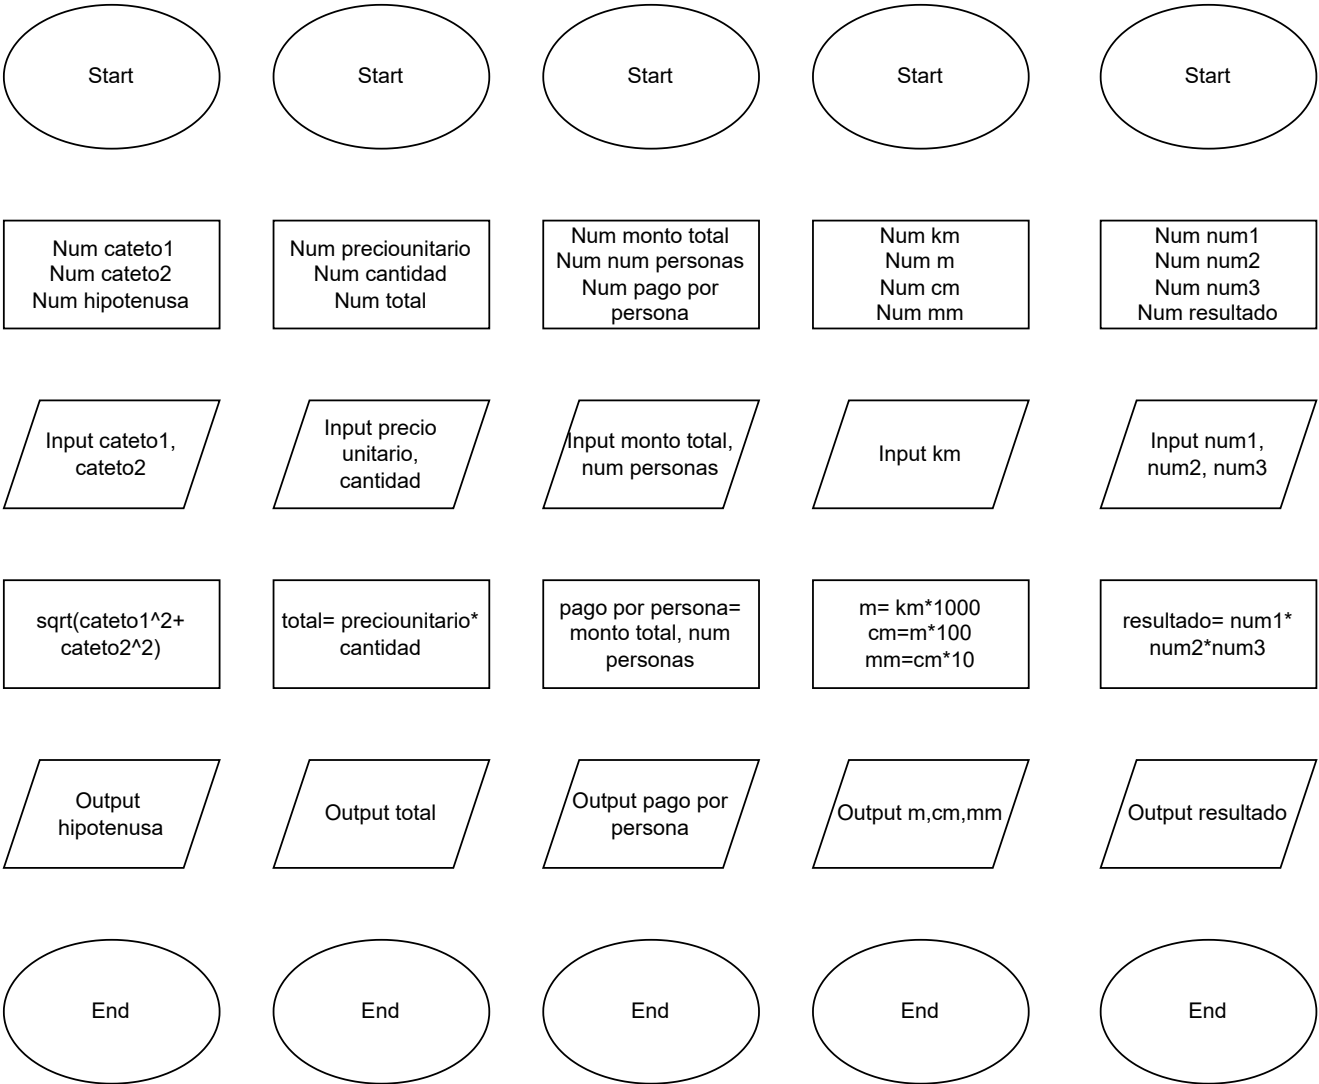 Start
Start
Start
Start
Start
Num cateto1
Num cateto2
Num hipotenusa
Num preciounitario
Num cantidad
Num total
Num monto total
Num num personas
Num pago por
persona
Num km
Num m
Num cm
Num mm
Num num1
Num num2
Num num3
Num resultado
Input cateto1,
cateto2
Input precio
unitario,
cantidad
Input monto total,
num personas
Input km
Input num1,
num2, num3
sqrt(cateto1^2+
cateto2^2)
total= preciounitario*
cantidad
pago por persona=
monto total, num
personas
m= km*1000
cm=m*100
mm=cm*10
resultado= num1*
num2*num3
Output
hipotenusa
Output total
Output pago por
persona
Output m,cm,mm
Output resultado
End
End
End
End
End